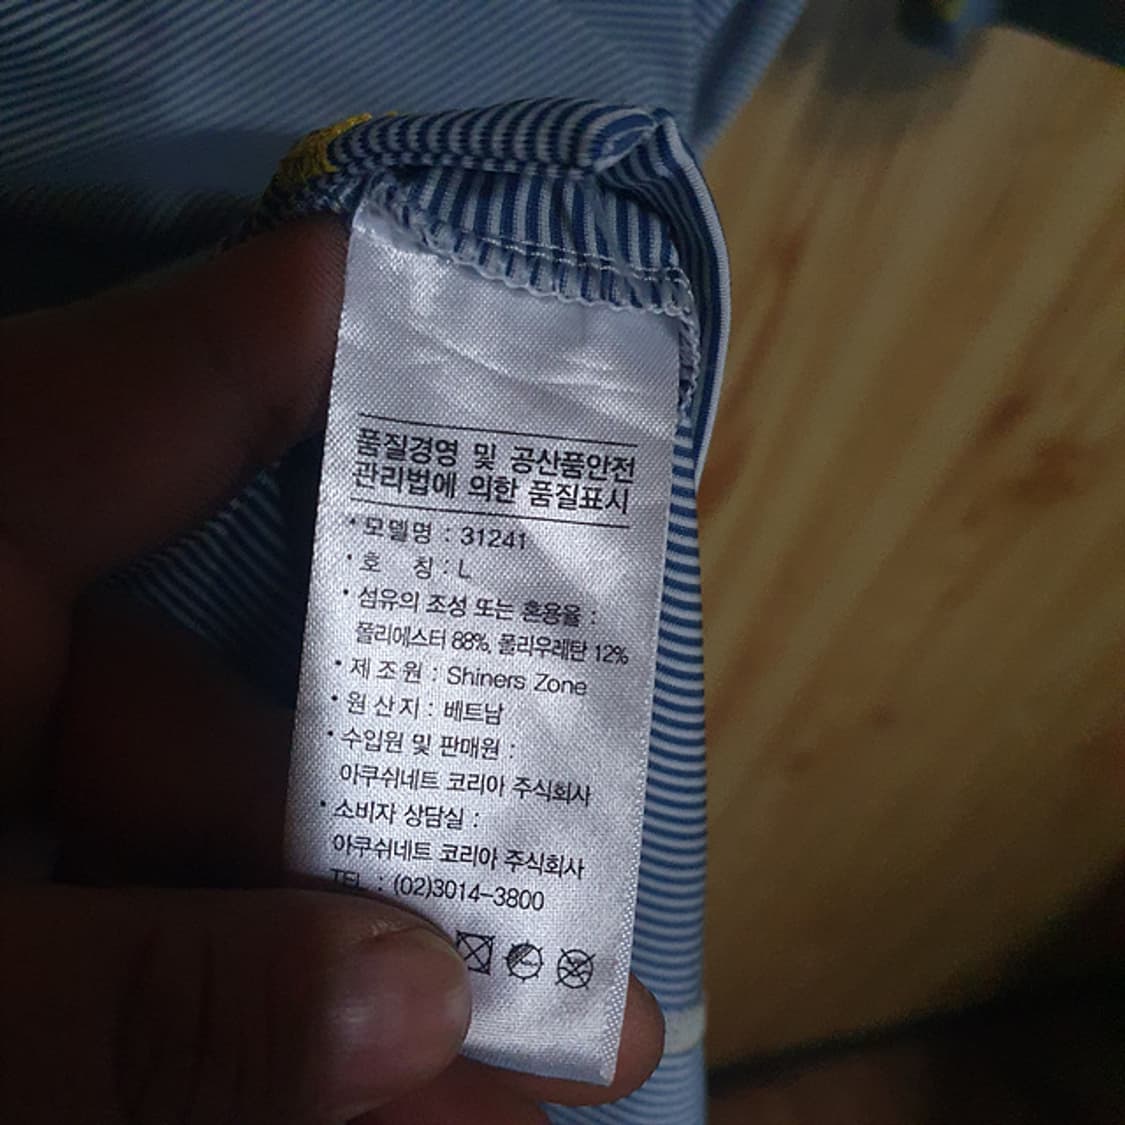 품질경영 및 공산품안전
관리법에 의한 품질표시
• 모델명 : 31241
• 호 칭 : L
• 섬유의 조성 또는 혼용율 :
폴리에스터 88%, 폴리우레탄 12%
• 제조원 : Shiners Zone
• 원산지 : 베트남
• 수입원 및 판매원 :
아쿠쉬네트 코리아 주식회사
• 소비자 상담실 :
아쿠쉬네트 코리아 주식회사
TEL : (02)3014-3800